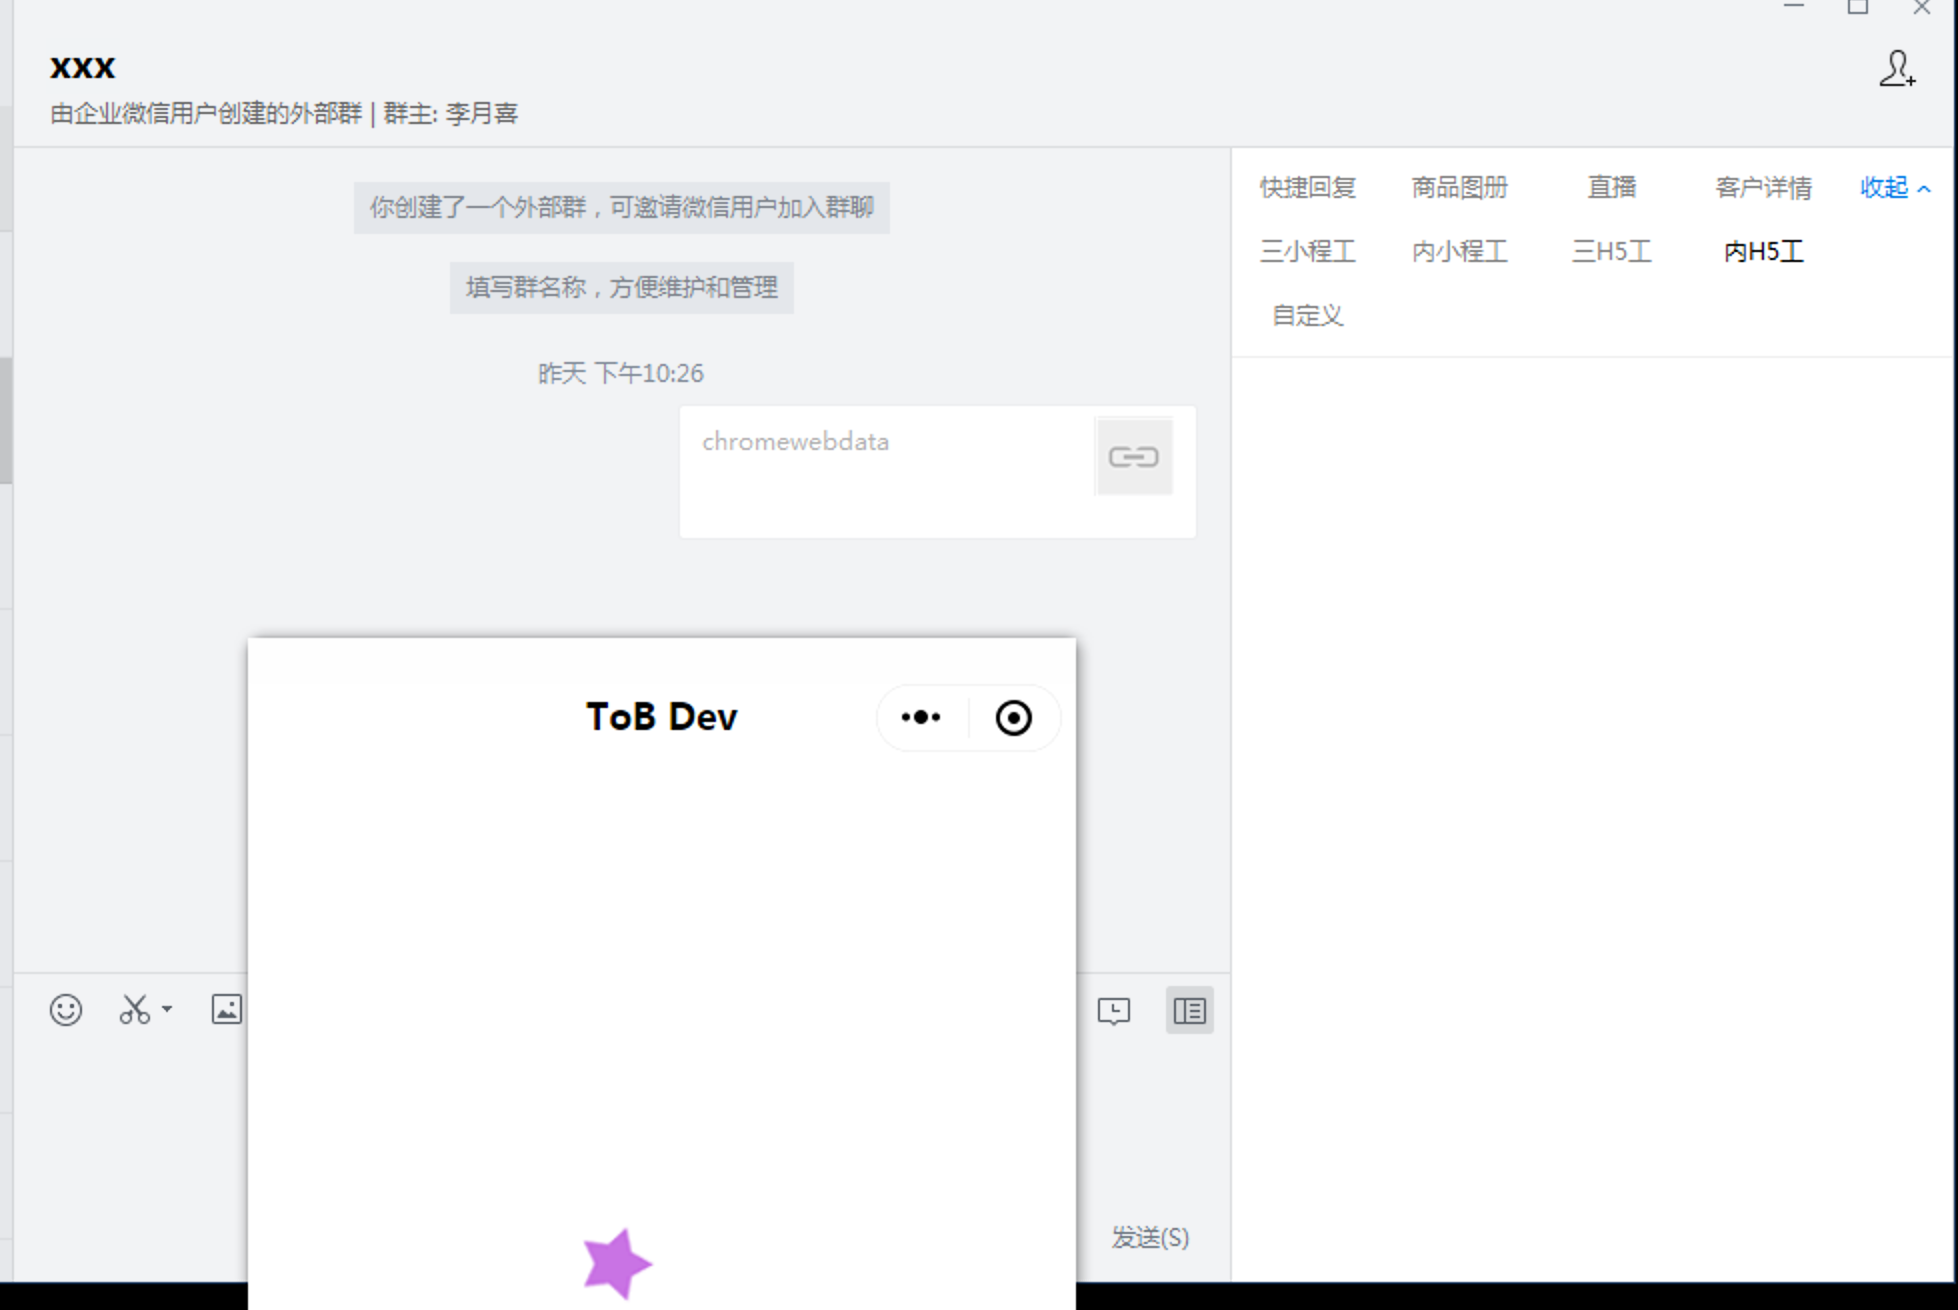 xxx
由企业微信用户创建的外部群 | 群主: 李月喜
你创建了一个外部群，可邀请微信用户加入群聊
填写群名称，方便维护和管理
昨天 下午10:26
chromewebdata
快捷回复 商品图册 直播 客户详情 收起
三小程工 内小程工 三H5工 内H5工
自定义
ToB Dev
发送(S)